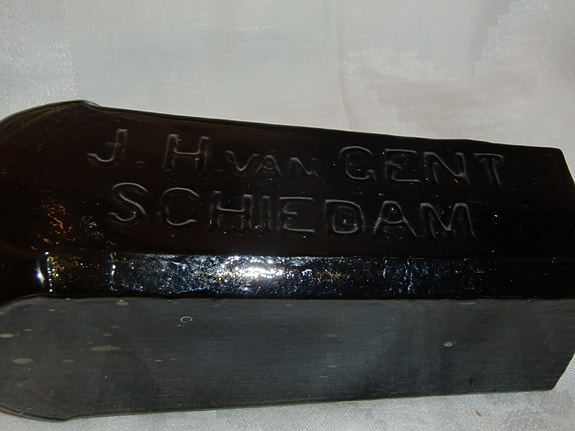 J. H. VAN GENT
SCHIEDAM